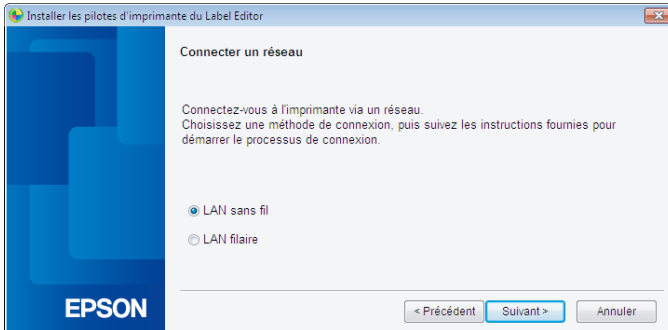 Installer les pilotes d'imprimante du Label Editor
Connecter un réseau
Connectez-vous à l'imprimante via un réseau.
Choisissez une méthode de connexion, puis suivez les instructions fournies pour
démarrer le processus de connexion.
LAN sans fil
LAN filaire
EPSON
< Précédent
Suivant >
Annuler